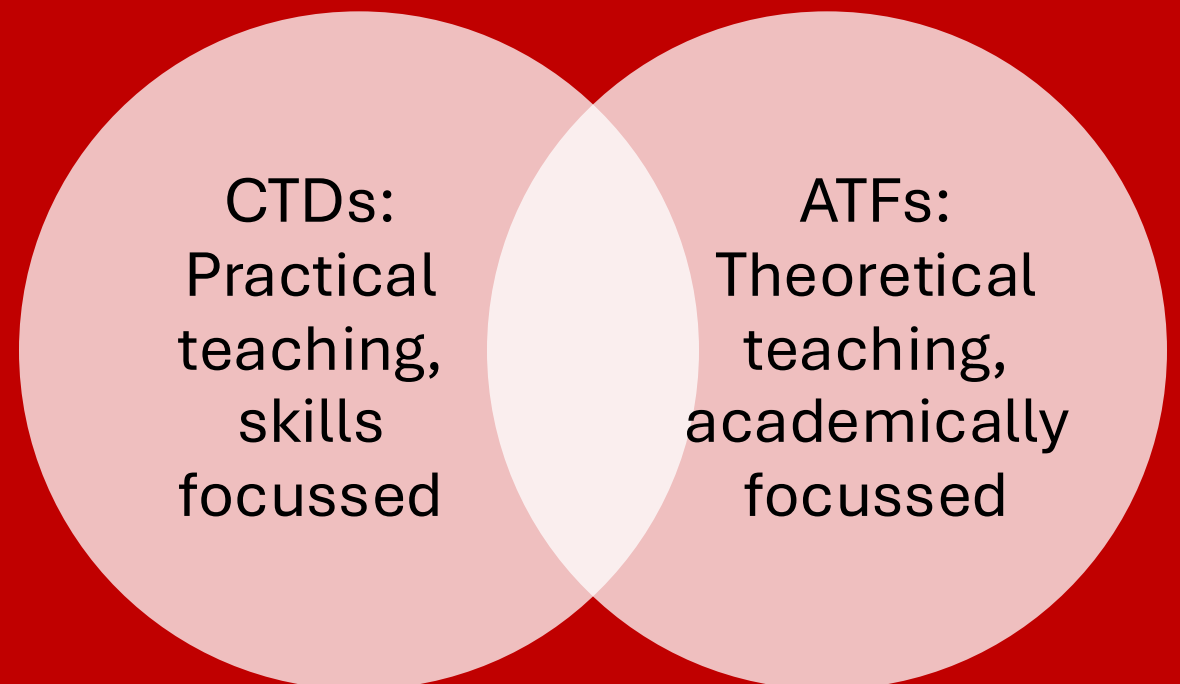 CTDs:
Practical
teaching,
skills
focussed
ATFs:
Theoretical
teaching,
academically
focussed